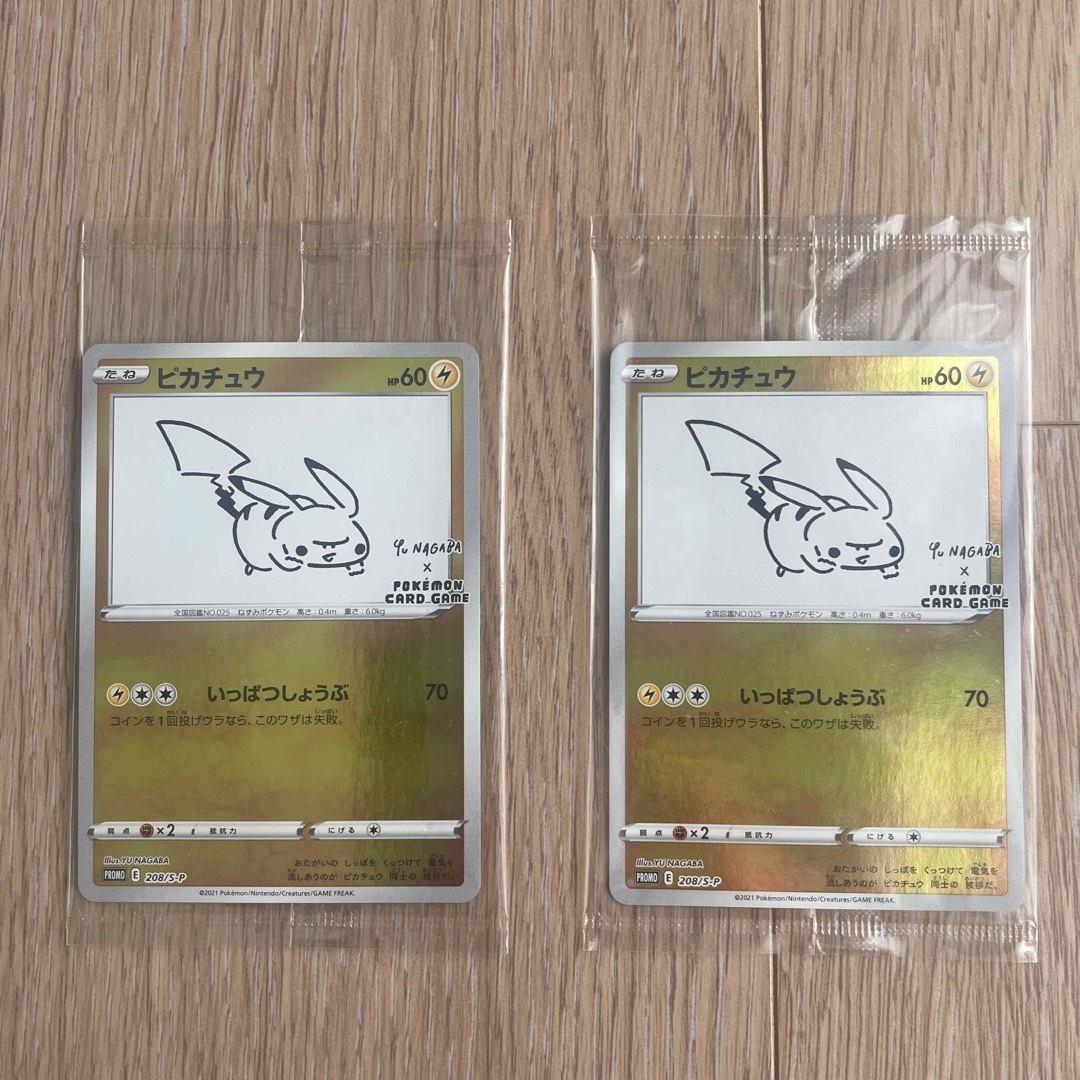 たね ピカチュウ HP60
Yu NAGABA
×
POKÉMON
CARD GAME
全国図鑑NO.025 ねずみポケモン 高さ:0.4m 重さ:6.0kg
いっぱつしょうぶ 70
コインを1回投げウラなら、このワザは失敗。
弱点 ×2 抵抗力 にげる
Illus.YU NAGABA
PROMO E 208/S-P
おたがいの しっぽを くっつけて 電気を
流しあうのが ピカチュウ 同士の 挨拶だ。
©2021 Pokémon/Nintendo/Creatures/GAME FREAK.
たね ピカチュウ HP60
Yu NAGABA
×
POKÉMON
CARD GAME
全国図鑑NO.025 ねずみポケモン 高さ:0.4m 重さ:6.0kg
いっぱつしょうぶ 70
コインを1回投げウラなら、このワザは失敗。
弱点 ×2 抵抗力 にげる
Illus.YU NAGABA
PROMO E 208/S-P
おたがいの しっぽを くっつけて 電気を
流しあうのが ピカチュウ 同士の 挨拶だ。
©2021 Pokémon/Nintendo/Creatures/GAME FREAK.